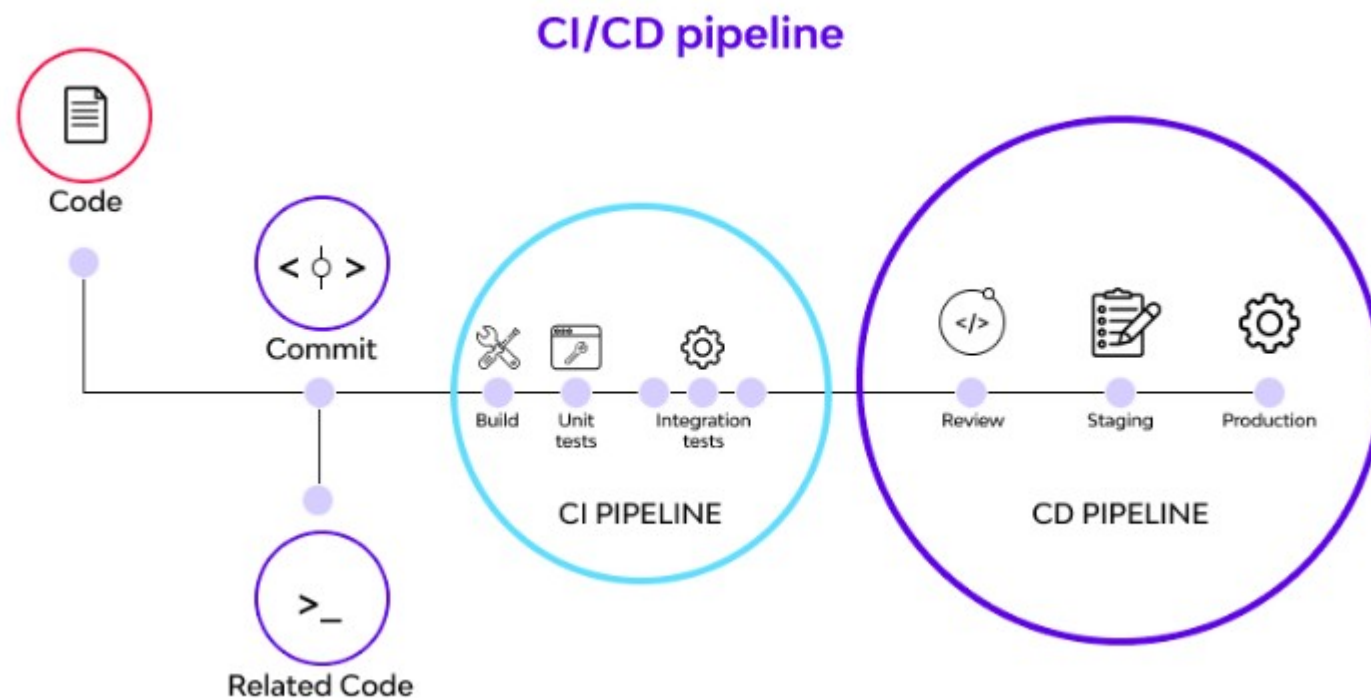 CI/CD pipeline
Code
< >
Commit
Build
Unit
tests
Integration
tests
CI PIPELINE
</>
Review
Staging
Production
CD PIPELINE
>_
Related Code